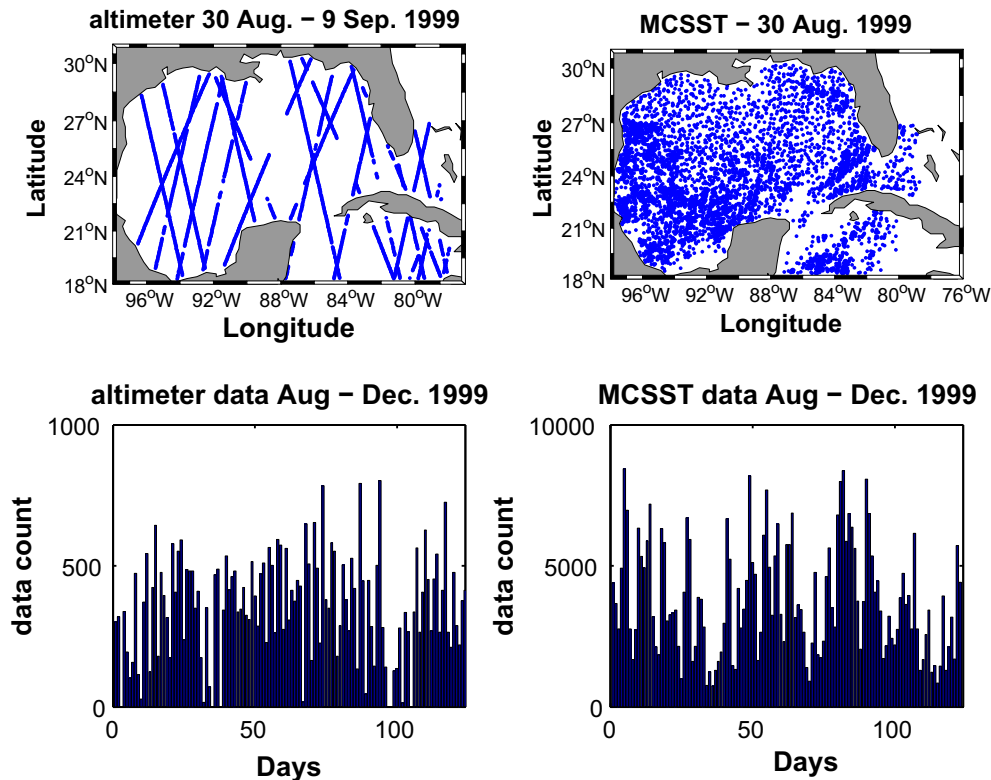 altimeter 30 Aug. − 9 Sep. 1999
30°N
27°N
24°N
21°N
18°N
Latitude
96°W 92°W 88°W 84°W 80°W
Longitude
MCSST − 30 Aug. 1999
30°N
27°N
24°N
21°N
18°N
Latitude
96°W 92°W 88°W 84°W 80°W 76°W
Longitude
altimeter data Aug − Dec. 1999
1000
500
0
data count
0 50 100
Days
MCSST data Aug − Dec. 1999
10000
5000
0
data count
0 50 100
Days